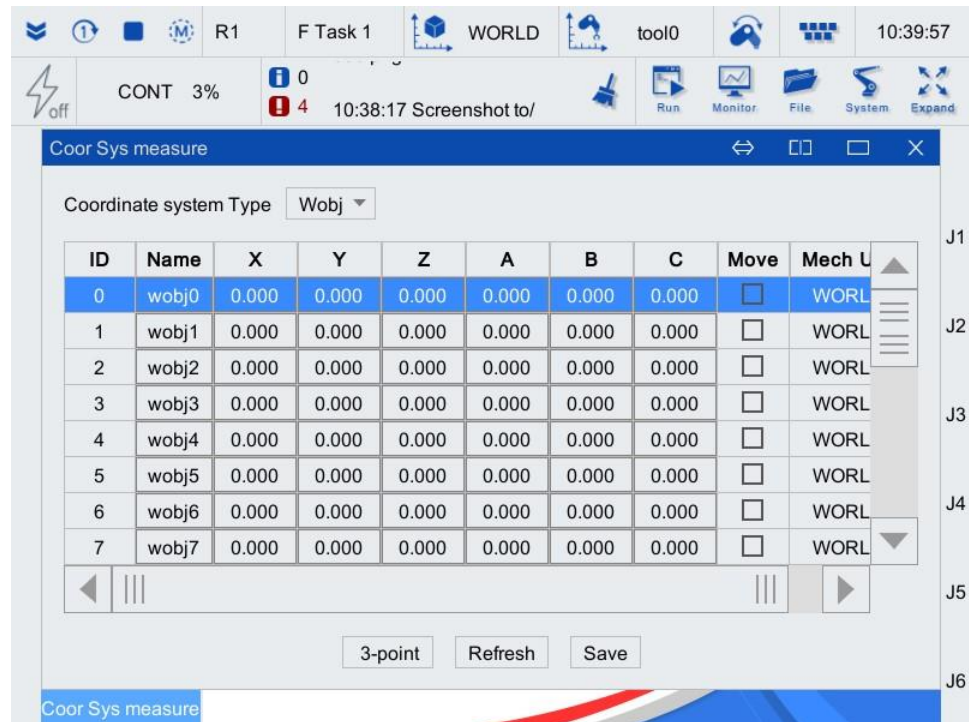 1 M R1 F Task 1 WORLD tool0 10:39:57
off CONT 3% 0
4 10:38:17 Screenshot to/ Run Monitor File System Expand
Coor Sys measure
Coordinate system Type Wobj
J1
ID Name X Y Z A B C Move Mech U
0 wobj0 0.000 0.000 0.000 0.000 0.000 0.000 WORL
1 wobj1 0.000 0.000 0.000 0.000 0.000 0.000 WORL
J2
2 wobj2 0.000 0.000 0.000 0.000 0.000 0.000 WORL
3 wobj3 0.000 0.000 0.000 0.000 0.000 0.000 WORL
J3
4 wobj4 0.000 0.000 0.000 0.000 0.000 0.000 WORL
5 wobj5 0.000 0.000 0.000 0.000 0.000 0.000 WORL
6 wobj6 0.000 0.000 0.000 0.000 0.000 0.000 WORL
J4
7 wobj7 0.000 0.000 0.000 0.000 0.000 0.000 WORL
J5
3-point Refresh Save
J6
Coor Sys measure